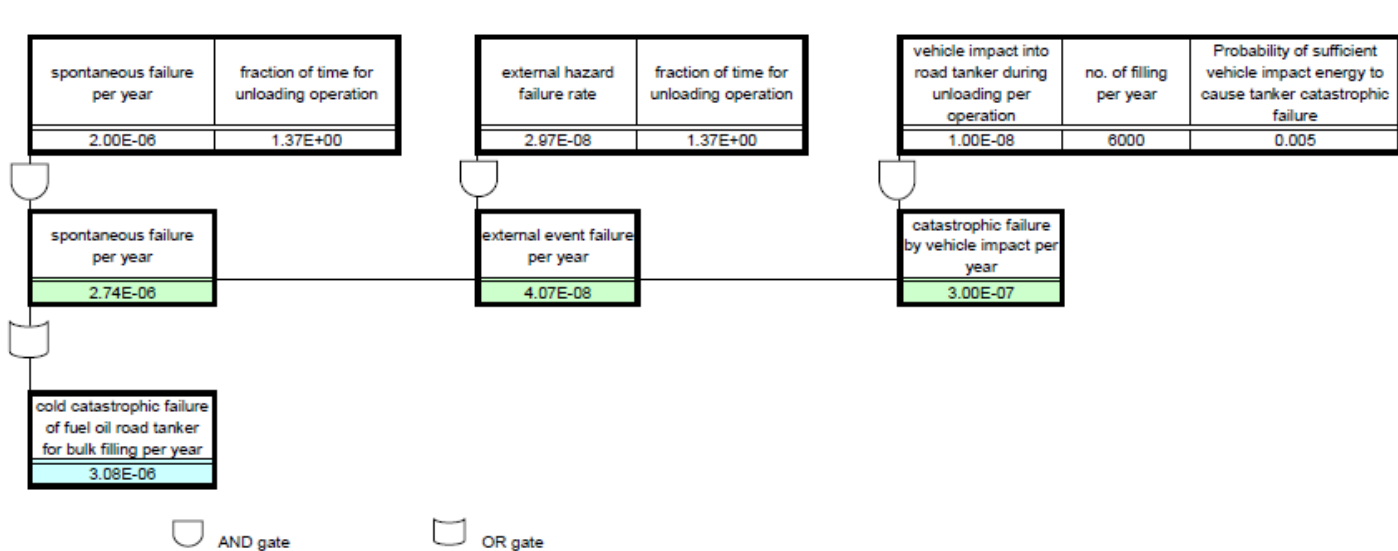 spontaneous failure
per year
fraction of time for
unloading operation
2.00E-06
1.37E+00
external hazard
failure rate
fraction of time for
unloading operation
2.97E-08
1.37E+00
vehicle impact into
road tanker during
unloading per
operation
no. of filling
per year
Probability of sufficient
vehicle impact energy to
cause tanker catastrophic
failure
1.00E-08
6000
0.005
spontaneous failure
per year
2.74E-06
external event failure
per year
4.07E-08
catastrophic failure
by vehicle impact per
year
3.00E-07
cold catastrophic failure
of fuel oil road tanker
for bulk filling per year
3.08E-06
AND gate
OR gate